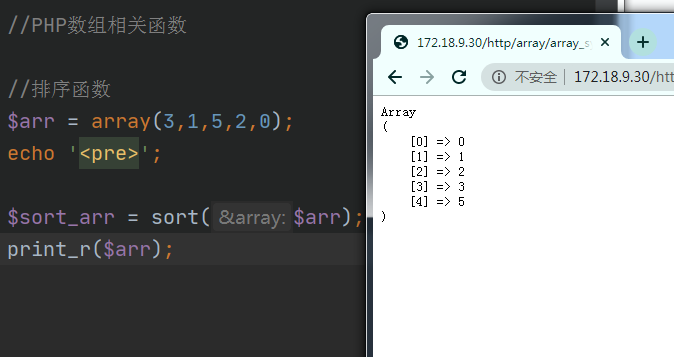 //PHP数组相关函数
//排序函数
$arr = array(3,1,5,2,0);
echo '<pre>';
$sort_arr = sort( &array: $arr);
print_r($arr);
172.18.9.30/http/array/array_s
不安全 | 172.18.9.30/htt
Array
(
[0] => 0
[1] => 1
[2] => 2
[3] => 3
[4] => 5
)